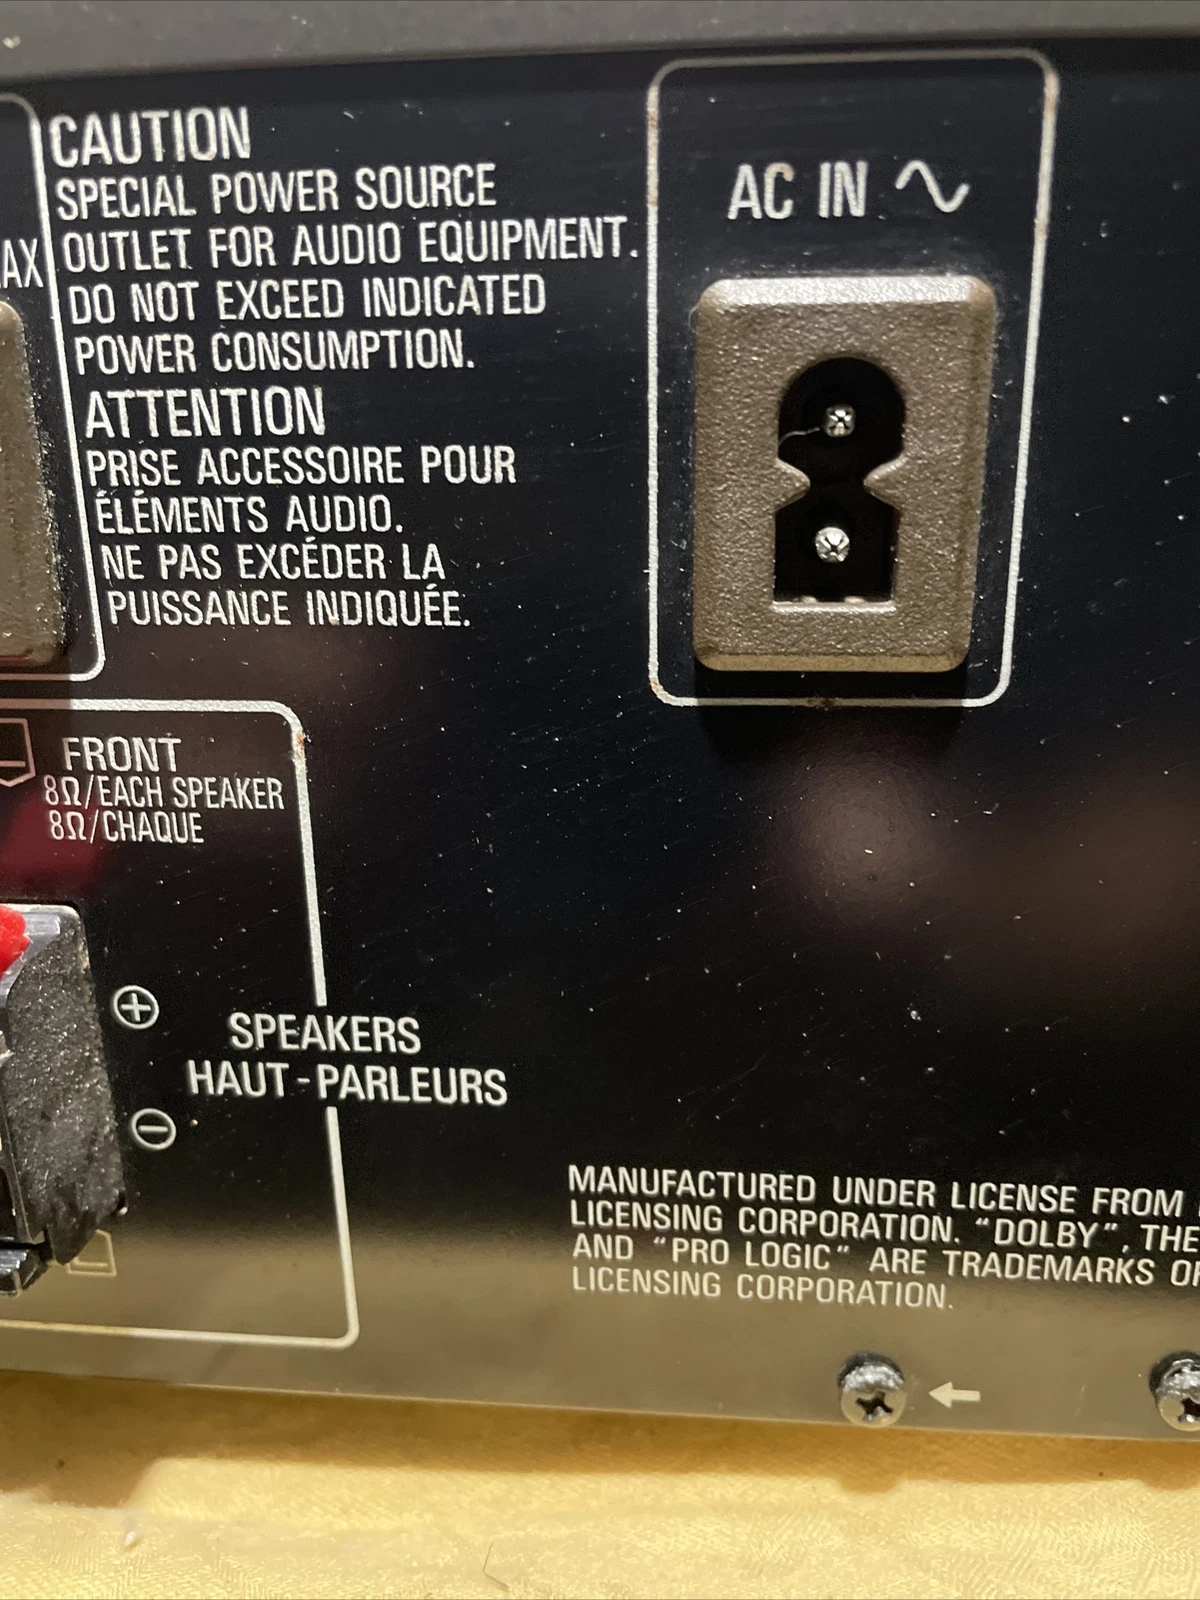 CAUTION
SPECIAL POWER SOURCE
OUTLET FOR AUDIO EQUIPMENT.
DO NOT EXCEED INDICATED
POWER CONSUMPTION.
ATTENTION
PRISE ACCESSOIRE POUR
ÉLÉMENTS AUDIO.
NE PAS EXCÉDER LA
PUISSANCE INDIQUÉE.
AC IN
FRONT
8Ω/EACH SPEAKER
8Ω/CHAQUE
+
SPEAKERS
HAUT-PARLEURS
−
MANUFACTURED UNDER LICENSE FROM
LICENSING CORPORATION. “DOLBY”, THE
AND “PRO LOGIC“ ARE TRADEMARKS
LICENSING CORPORATION.